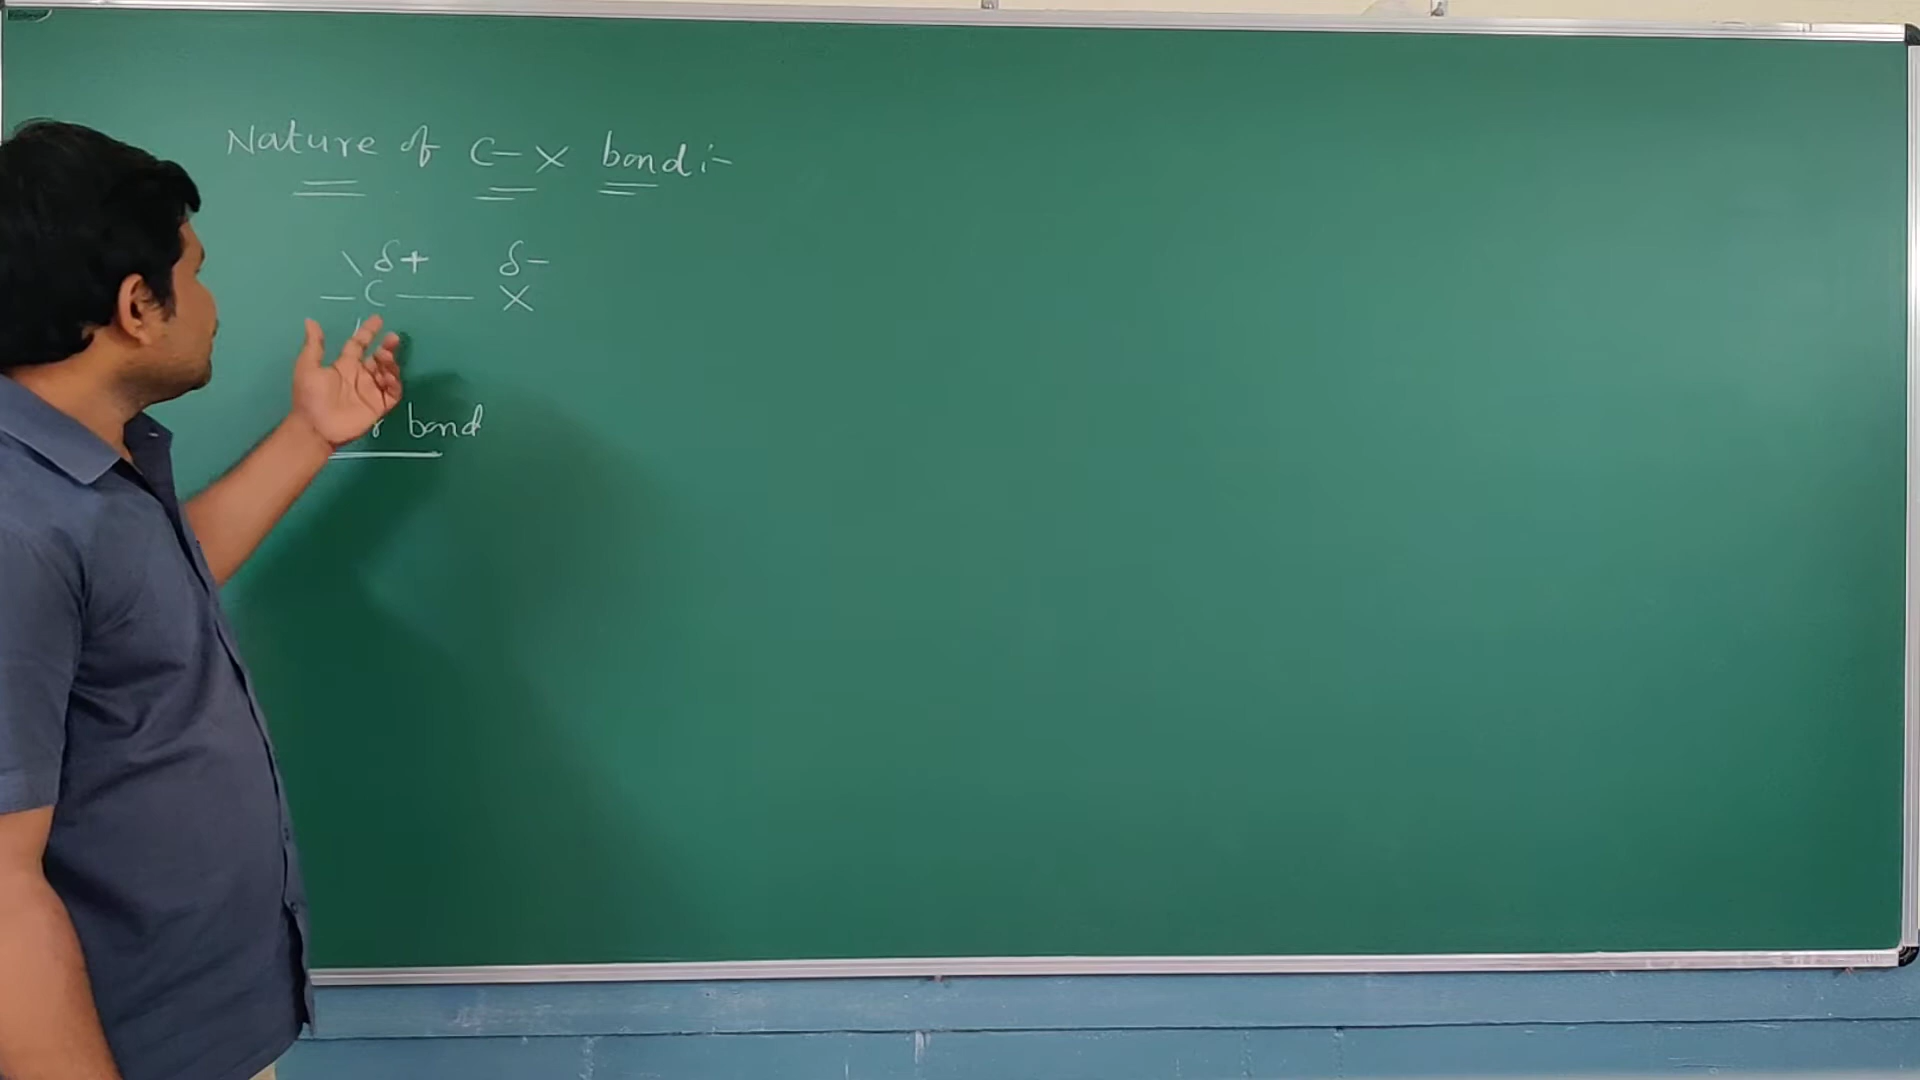 Nature of C-X bond:-
δ+ δ-
-C-X
bond